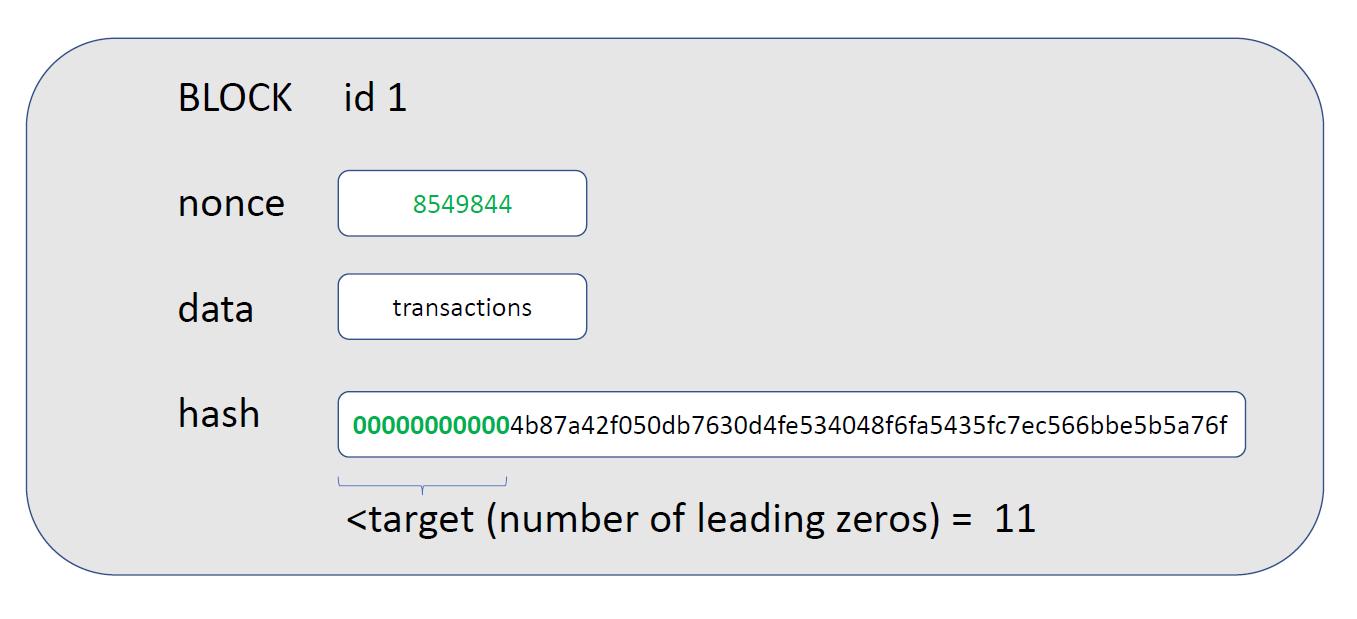 BLOCK id 1
nonce 8549844
data transactions
hash 000000000004b87a42f050db7630d4fe534048f6fa5435fc7ec566bbe5b5a76f
<target (number of leading zeros) = 11